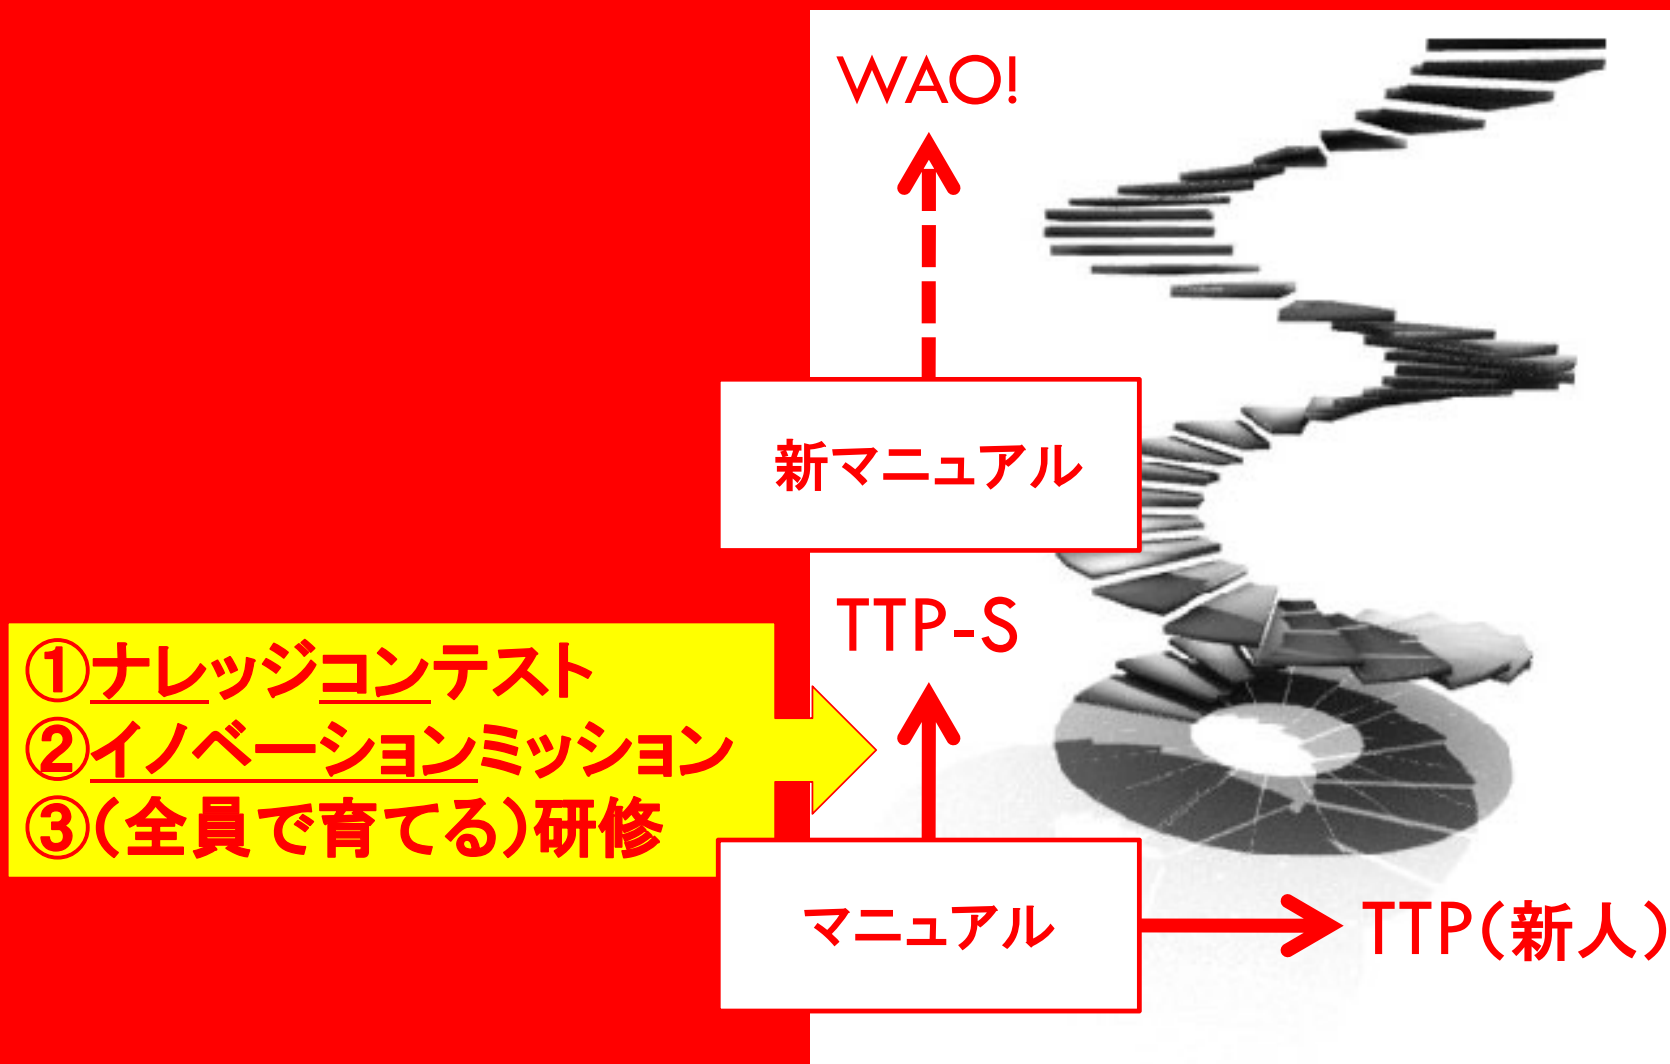 WAO!
新マニュアル
TTP-S
①ナレッジコンテスト
②イノベーションミッション
③(全員で育てる)研修
マニュアル
TTP(新人)